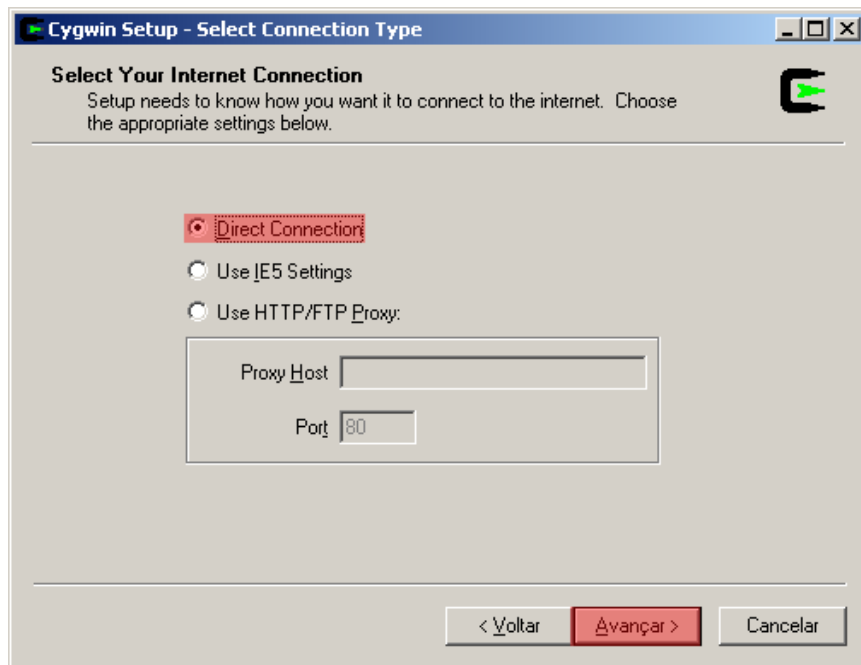 Cygwin Setup - Select Connection Type
Select Your Internet Connection
Setup needs to know how you want it to connect to the internet. Choose
the appropriate settings below.
Direct Connection
Use IE5 Settings
Use HTTP/FTP Proxy:
Proxy Host
Port 80
< Voltar Avançar > Cancelar